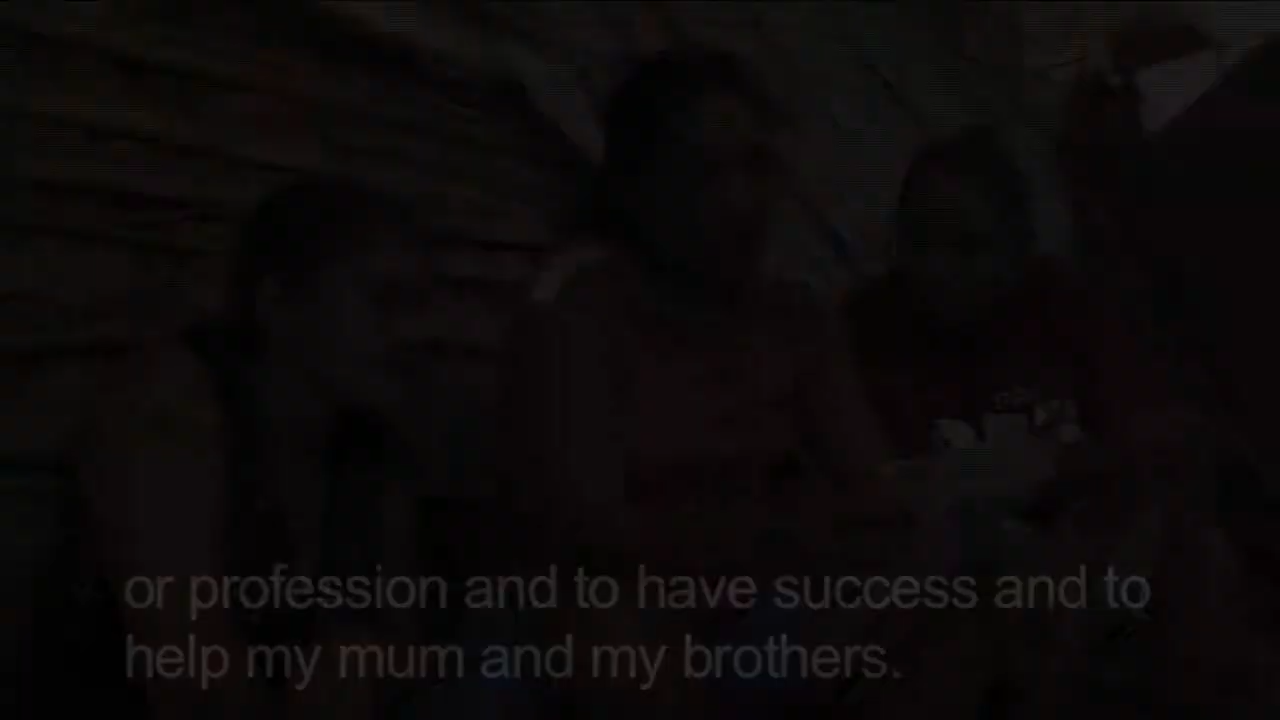 or profession and to have success and to
help my mum and my brothers.